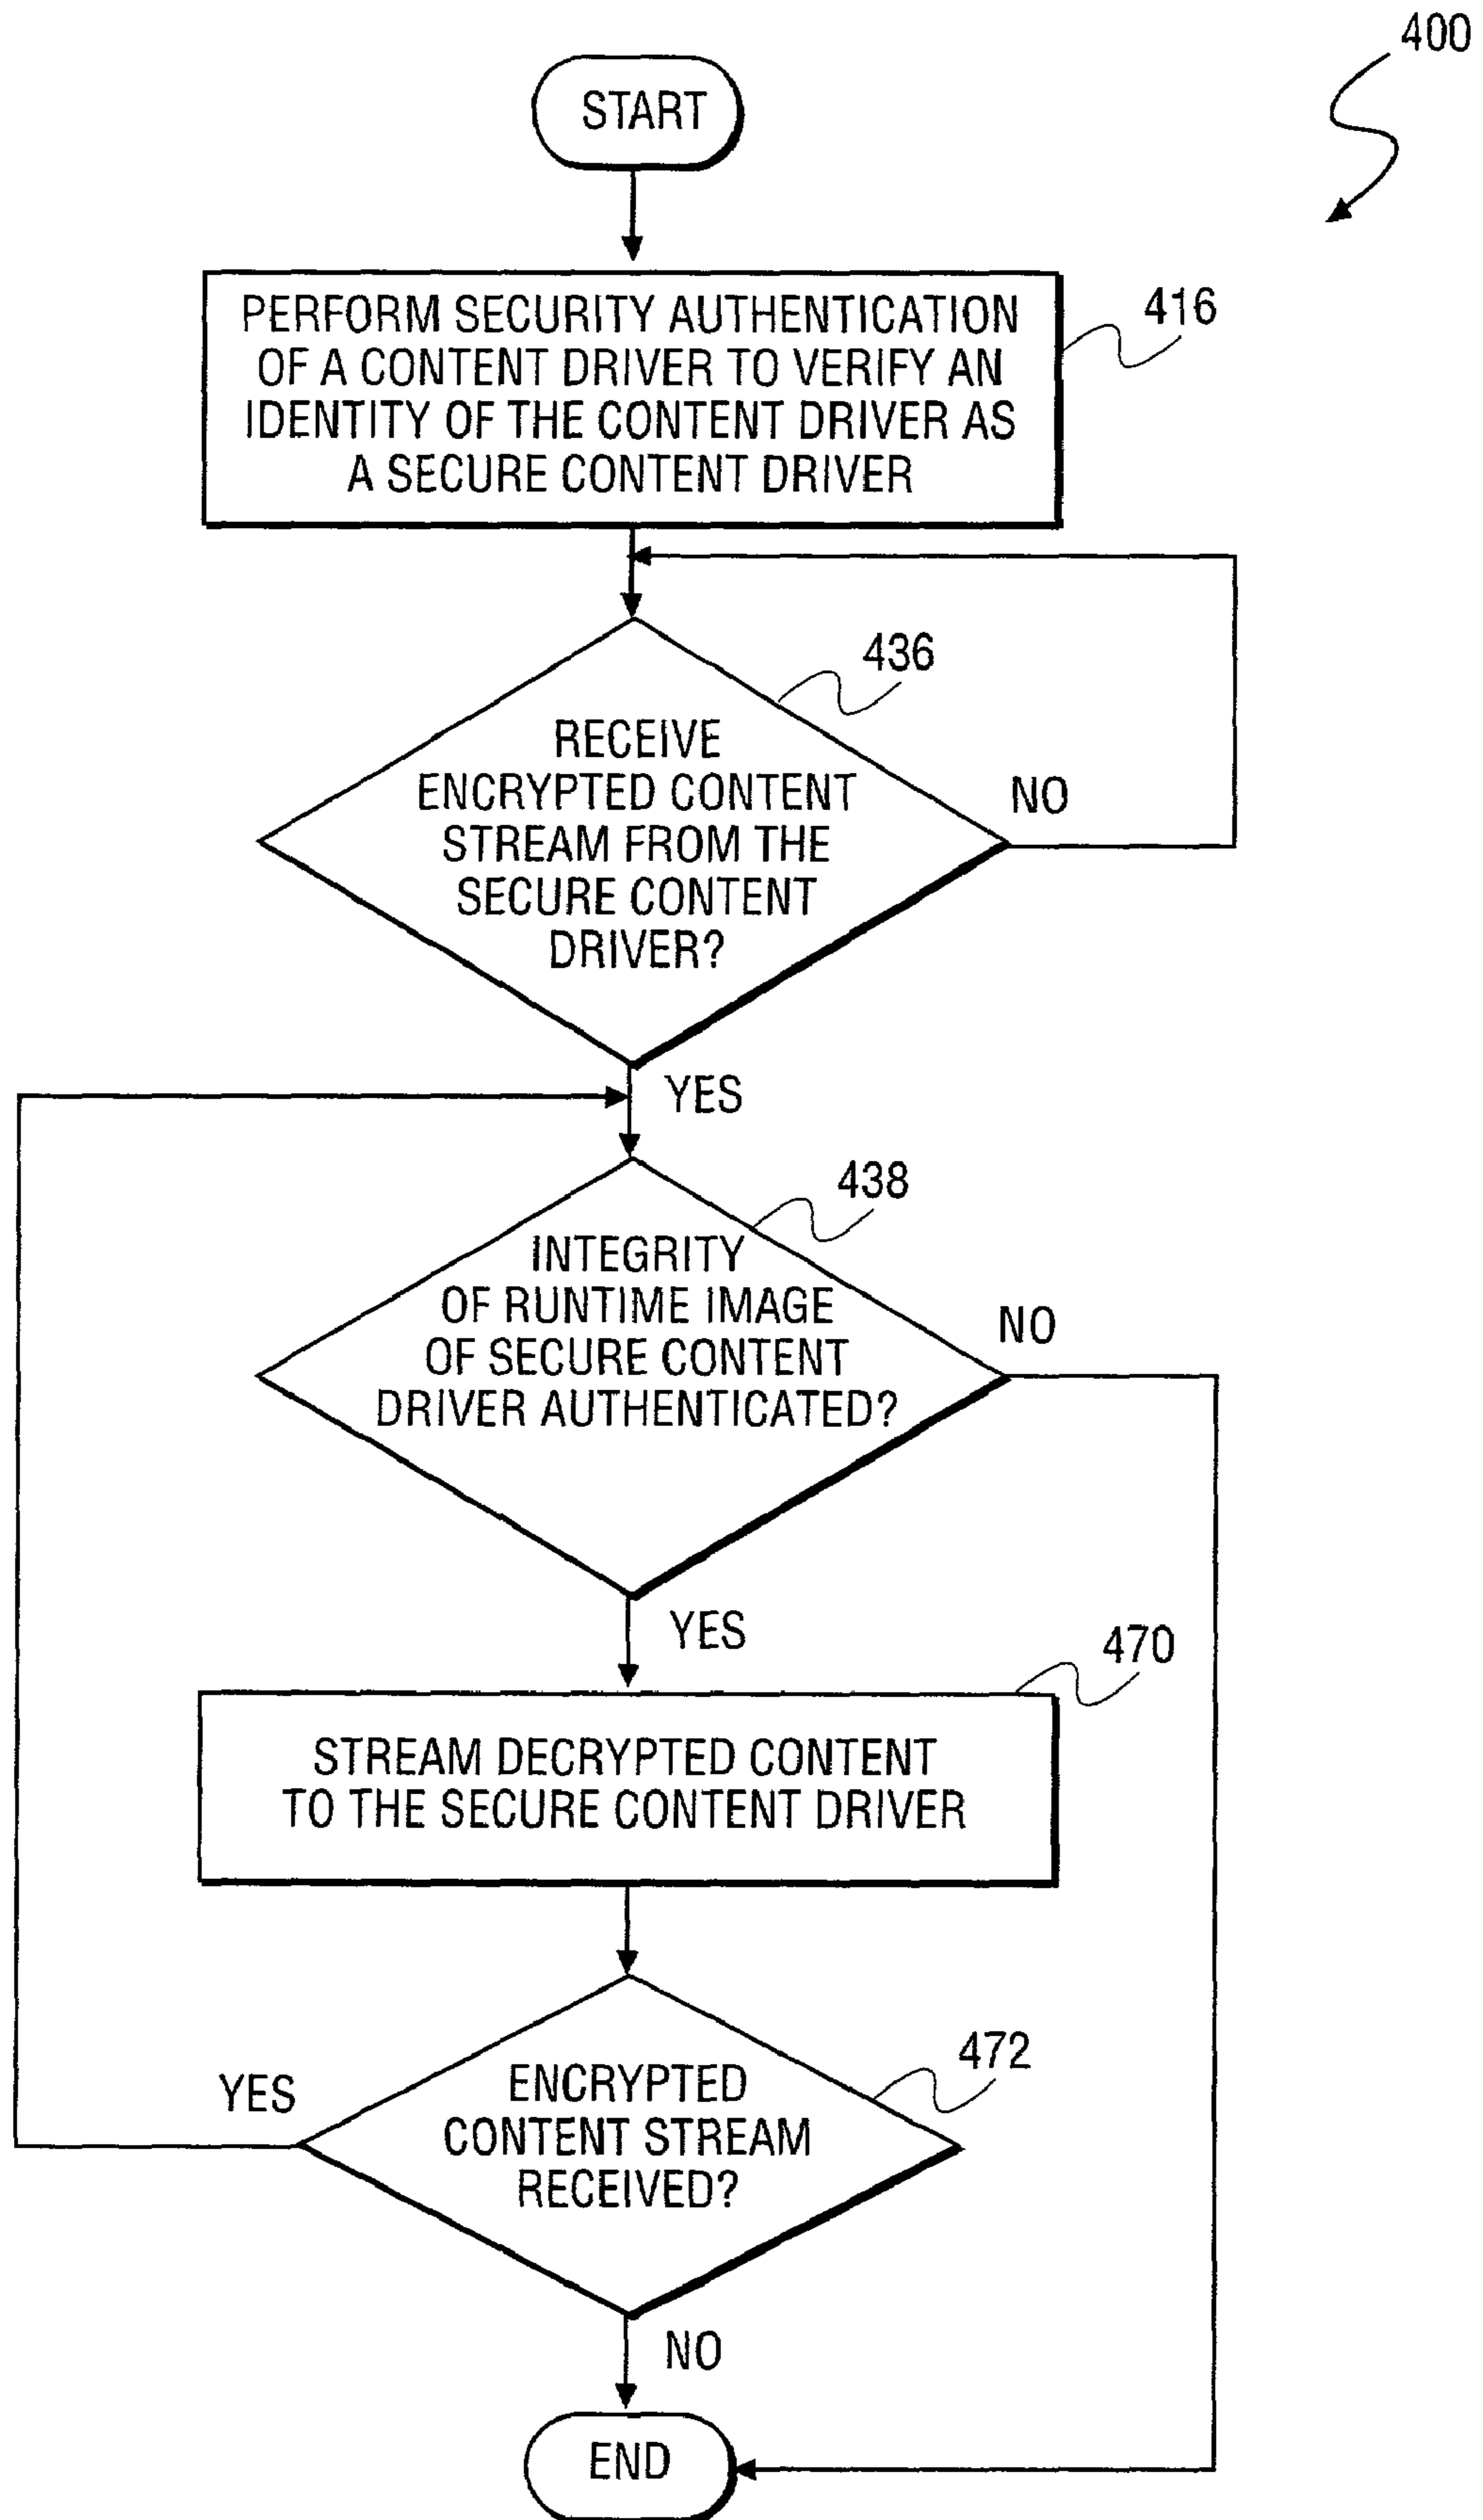 400
START
PERFORM SECURITY AUTHENTICATION
OF A CONTENT DRIVER TO VERIFY AN
IDENTITY OF THE CONTENT DRIVER AS
A SECURE CONTENT DRIVER
416
436
RECEIVE
ENCRYPTED CONTENT
STREAM FROM THE
SECURE CONTENT
DRIVER?
NO
YES
438
INTEGRITY
OF RUNTIME IMAGE
OF SECURE CONTENT
DRIVER AUTHENTICATED?
NO
YES
470
STREAM DECRYPTED CONTENT
TO THE SECURE CONTENT DRIVER
472
ENCRYPTED
CONTENT STREAM
RECEIVED?
YES
NO
END